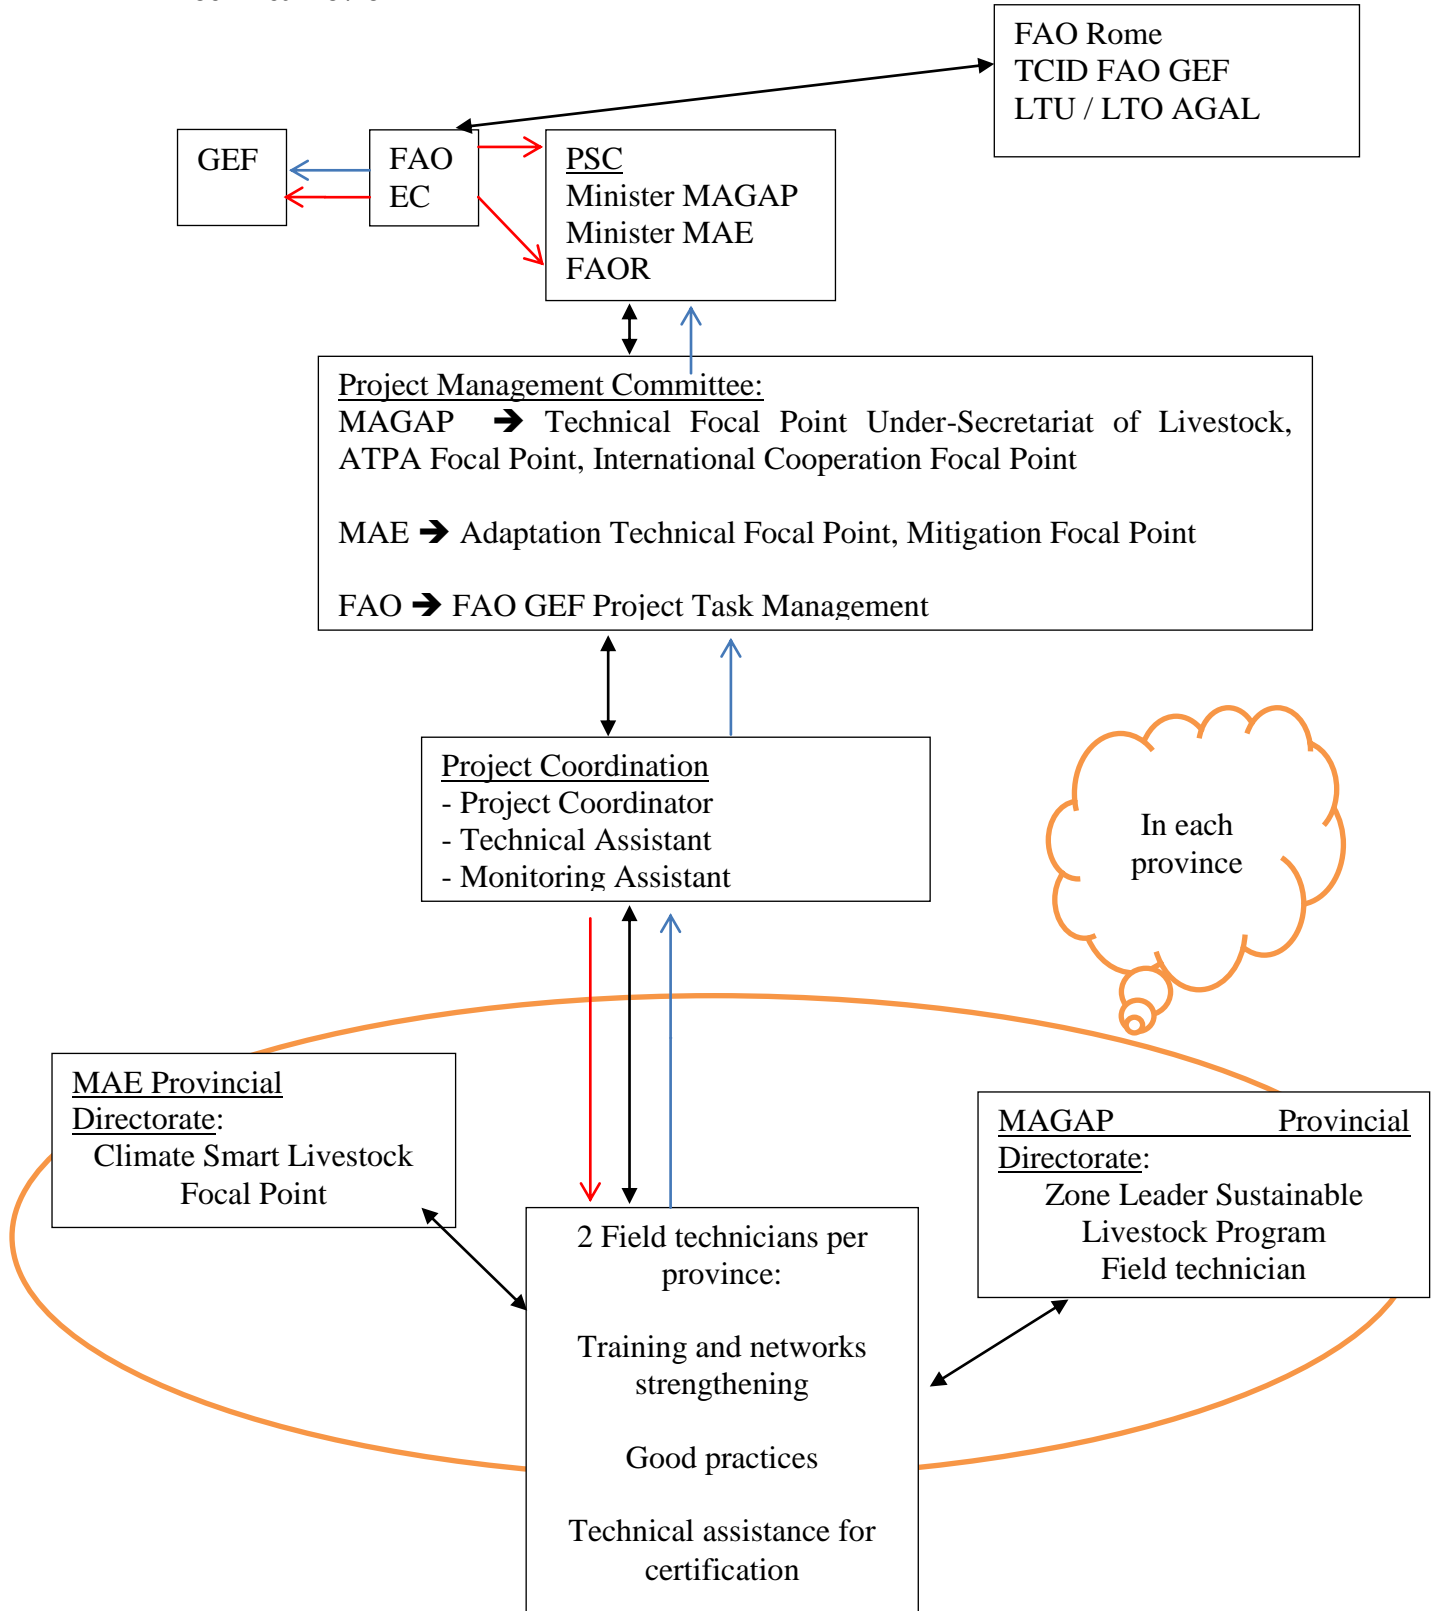 FAO Rome
TCID FAO GEF
LTU / LTO AGAL
GEF
FAO
EC
PSC
Minister MAGAP
Minister MAE
FAOR
Project Management Committee:
MAGAP ➔ Technical Focal Point Under-Secretariat of Livestock,
ATPA Focal Point, International Cooperation Focal Point
MAE ➔ Adaptation Technical Focal Point, Mitigation Focal Point
FAO ➔ FAO GEF Project Task Management
Project Coordination
- Project Coordinator
- Technical Assistant
- Monitoring Assistant
In each
province
MAE Provincial
Directorate:
Climate Smart Livestock
Focal Point
MAGAP Provincial
Directorate:
Zone Leader Sustainable
Livestock Program
Field technician
2 Field technicians per
province:
Training and networks
strengthening
Good practices
Technical assistance for
certification